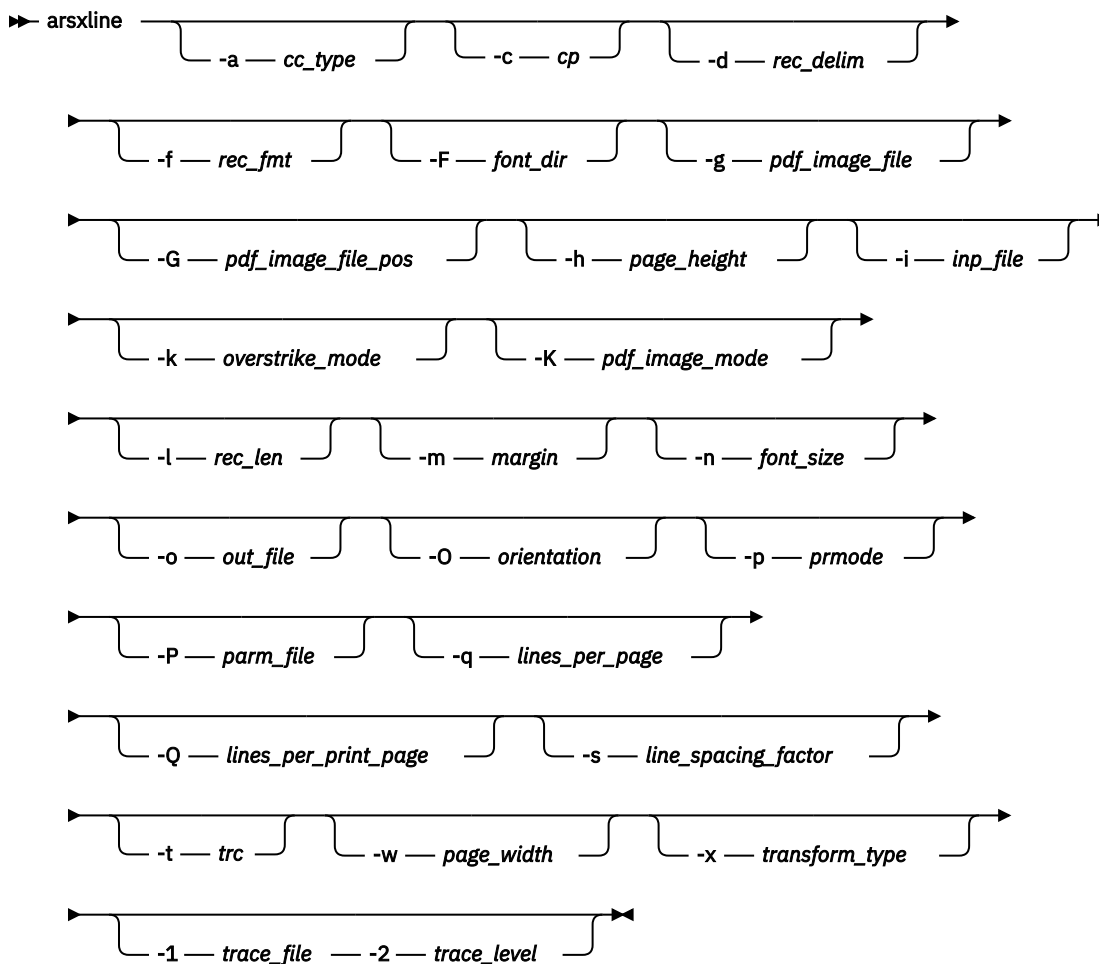 arsxline -a cc_type -c cp -d rec_delim
-f rec_fmt -F font_dir -g pdf_image_file
-G pdf_image_file_pos -h page_height -i inp_file
-k overstrike_mode -K pdf_image_mode
-l rec_len -m margin -n font_size
-o out_file -O orientation -p prmode
-P parm_file -q lines_per_page
-Q lines_per_print_page -s line_spacing_factor
-t trc -w page_width -x transform_type
-1 trace_file -2 trace_level